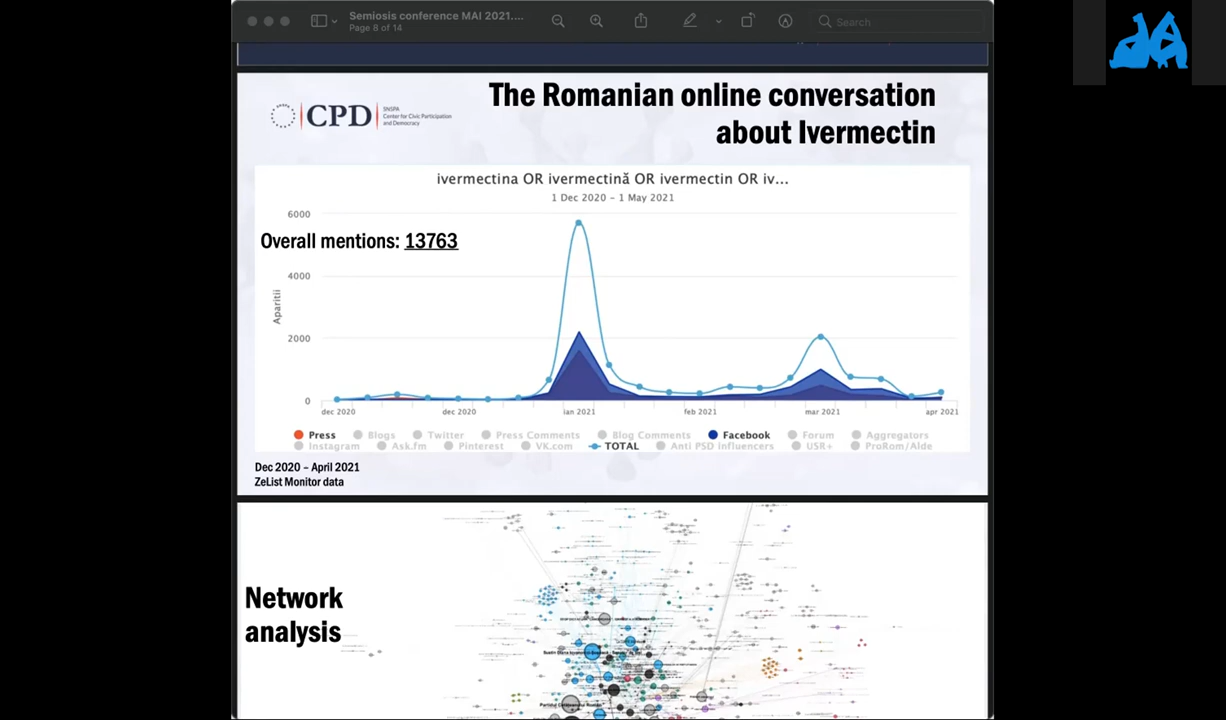 Semiosis conference MAI 2021....
Page 8 of 14
Search
The Romanian online conversation
about Ivermectin
CPD
SNSPA
Center for Civic Participation
and Democracy
ivermectina OR ivermectină OR ivermectin OR iv...
1 Dec 2020 – 1 May 2021
Overall mentions: 13763
6000
4000
2000
0
Aparitii
dec 2020 dec 2020 ian 2021 feb 2021 mar 2021 apr 2021
Press Blogs Twitter Press Comments Blog Comments Facebook Forum Aggregators
Instagram Ask.fm Pinterest VK.com TOTAL Anti PSD Influencers USR+ ProRom/Alde
Dec 2020 – April 2021
ZeList Monitor data
Network
analysis